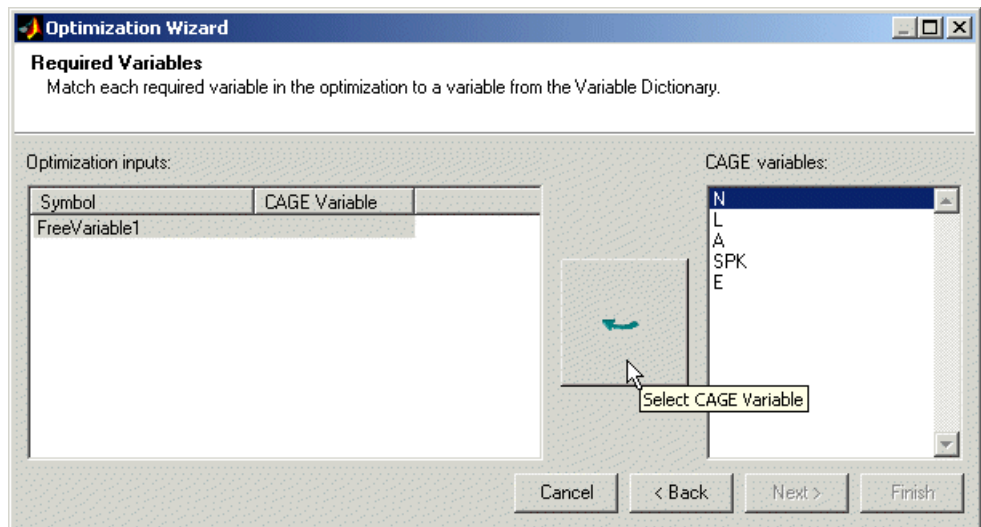 Optimization Wizard
Required Variables
Match each required variable in the optimization to a variable from the Variable Dictionary.
Optimization inputs:
CAGE variables:
Symbol CAGE Variable
FreeVariable1
N
L
A
SPK
E
Select CAGE Variable
Cancel < Back Next > Finish